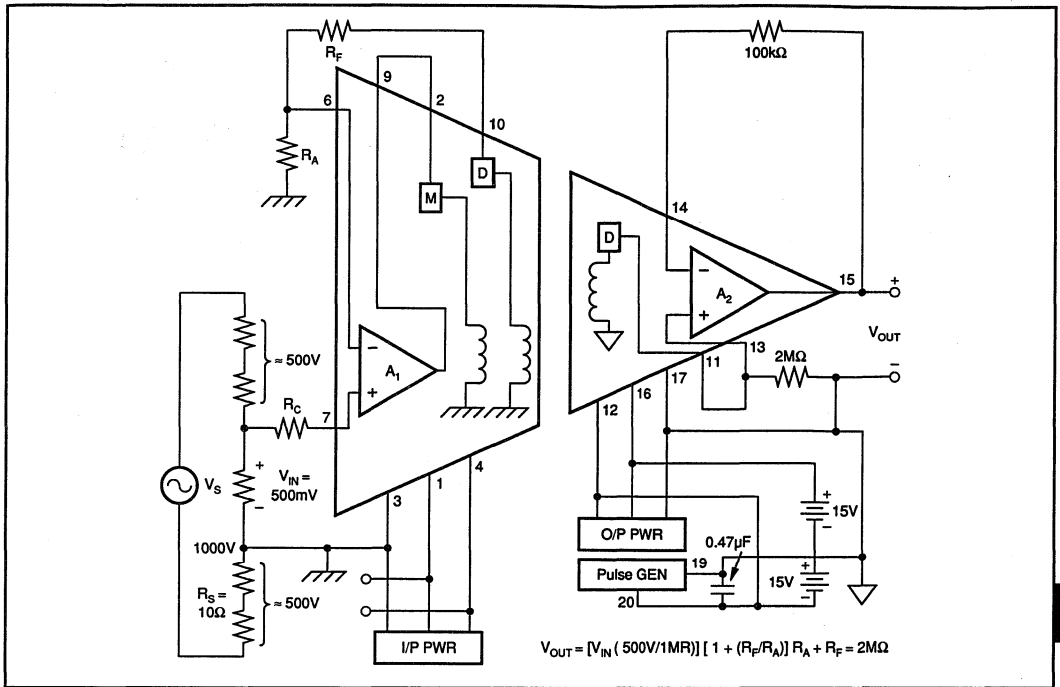 R_F
100kΩ
9
2
6
10
R_A
D
M
14
D
−
A_2
+
15
+
V_OUT
−
13
11
2MΩ
17
16
12
≈ 500V
−
A_1
+
R_C
7
4
1
3
V_S
+
V_IN =
500mV
−
1000V
R_S =
10Ω
≈ 500V
I/P PWR
O/P PWR
+
15V
−
0.47μF
19
Pulse GEN
20
15V
+
−
V_OUT = [V_IN ( 500V/1MR)] [ 1 + (R_F/R_A)] R_A + R_F = 2MΩ